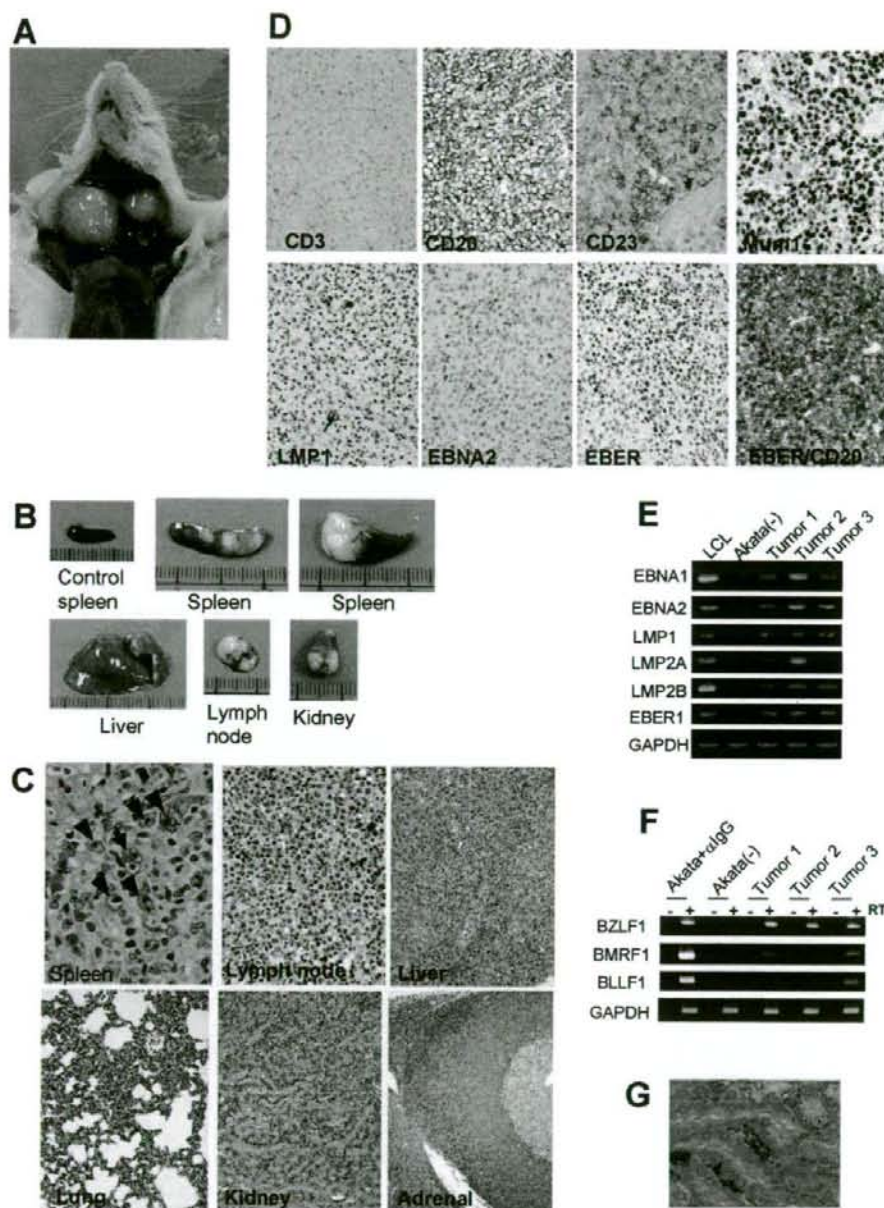 A
D
CD3
CD20
CD23
Mum1
LMP1
EBNA2
EBER
EBER/CD20
B
Control
spleen
Spleen
Spleen
Liver
Lymph
node
Kidney
C
Spleen
Lymph node
Liver
Lung
Kidney
Adrenal
E
LCL
Akata(-)
Tumor 1
Tumor 2
Tumor 3
EBNA1
EBNA2
LMP1
LMP2A
LMP2B
EBER1
GAPDH
F
Akata+αIgG
Akata(-)
Tumor 1
Tumor 2
Tumor 3
- + - + - + - + - + RT
BZLF1
BMRF1
BLLF1
GAPDH
G